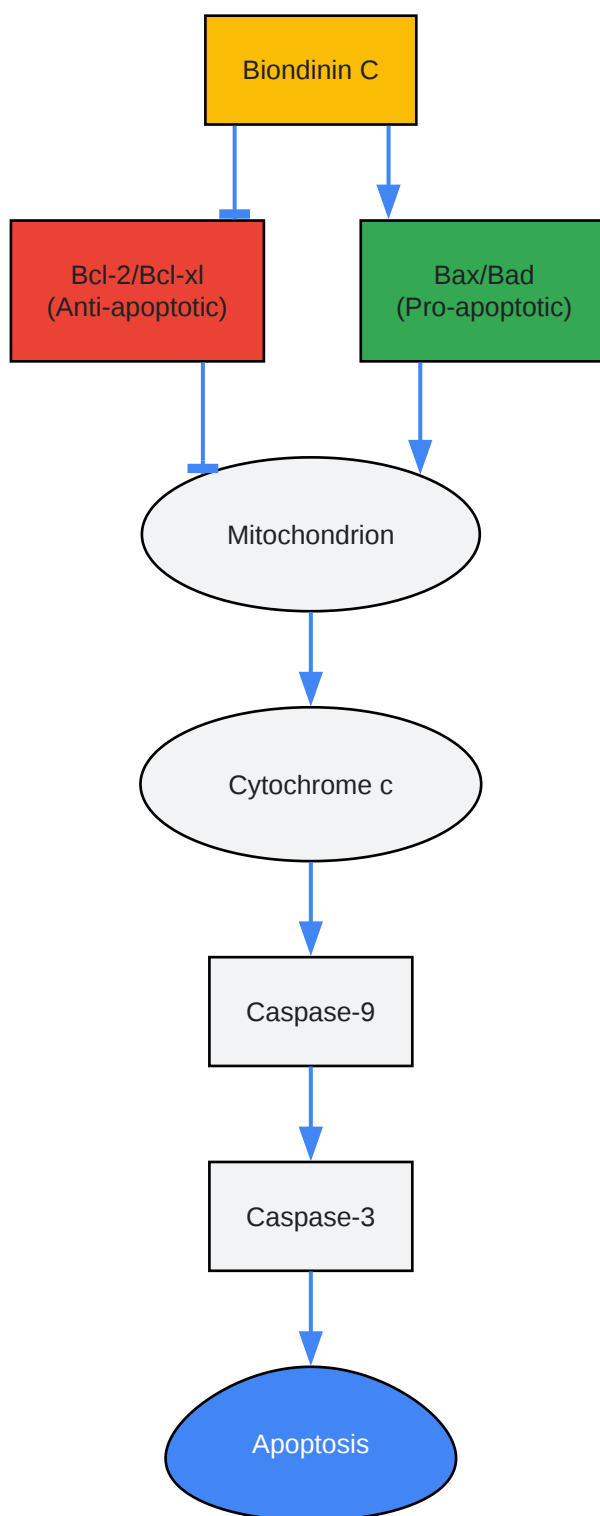 Biondinin C
Bcl-2/Bcl-xl
(Anti-apoptotic)
Bax/Bad
(Pro-apoptotic)
Mitochondrion
Cytochrome c
Caspase-9
Caspase-3
Apoptosis